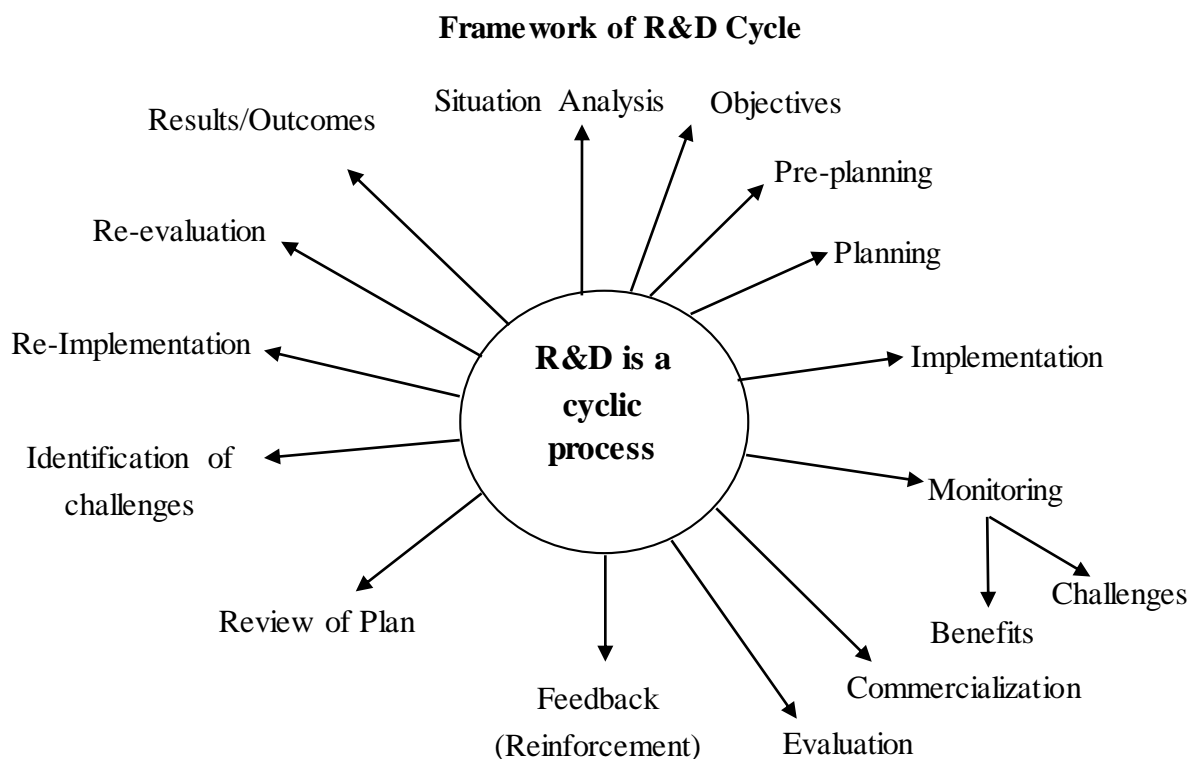 Framework of R&D Cycle
Situation Analysis
Objectives
Pre-planning
Planning
Implementation
Monitoring
Challenges
Benefits
Commercialization
Evaluation
Feedback
(Reinforcement)
Review of Plan
Identification of
challenges
Re-Implementation
Re-evaluation
Results/Outcomes
R&D is a
cyclic
process